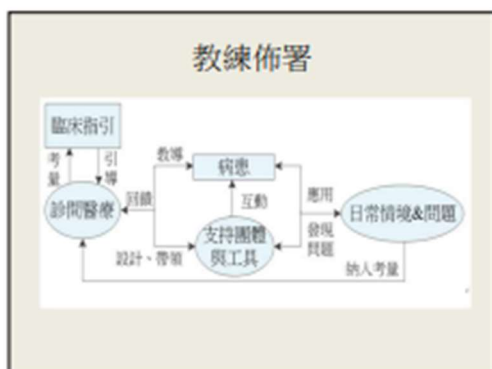 教練佈署
臨床指引
考量
引導
教導
病患
診間醫療
回饋
互動
應用
日常情境&問題
支持團體
與工具
發現
問題
設計、帶領
納入考量